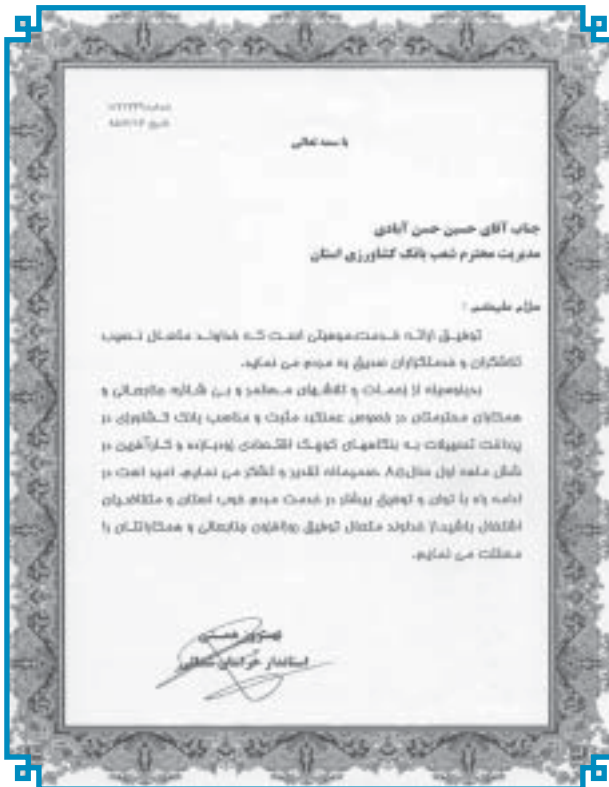 با سمه تعالی
جناب آقای حسین حسن آبادی
مدیریت محترم شعب بانک کشاورزی استان
سلام علیکم :
توفیق ارائه خدمت،موهبتی است که خداوند متعال نصیب
تلاشگران و خدمتگزاران صدیق به مردم می نماید.
بدینوسیله از زحمات و تلاشهای مستمر و بی شائبه جنابعالی و
همکاران محترمتان در خصوص عملکرد مثبت و مناسب بانک کشاورزی در
پرداخت تسهیلات به بنگاههای کوچک اقتصادی زودبازده و کارآفرین در
شش ماهه اول سال۸۵ ،صمیمانه تقدیر و تشکر می نمایم. امید است در
ادامه راه با توان و توفیق بیشتر در خدمت مردم خوب استان و متقاضیان
اشتغال باشید.از خداوند متعال توفیق روزافزون جنابعالی و همکارانتان را
مسئلت می نمایم.
استاندار خراسان شمالی